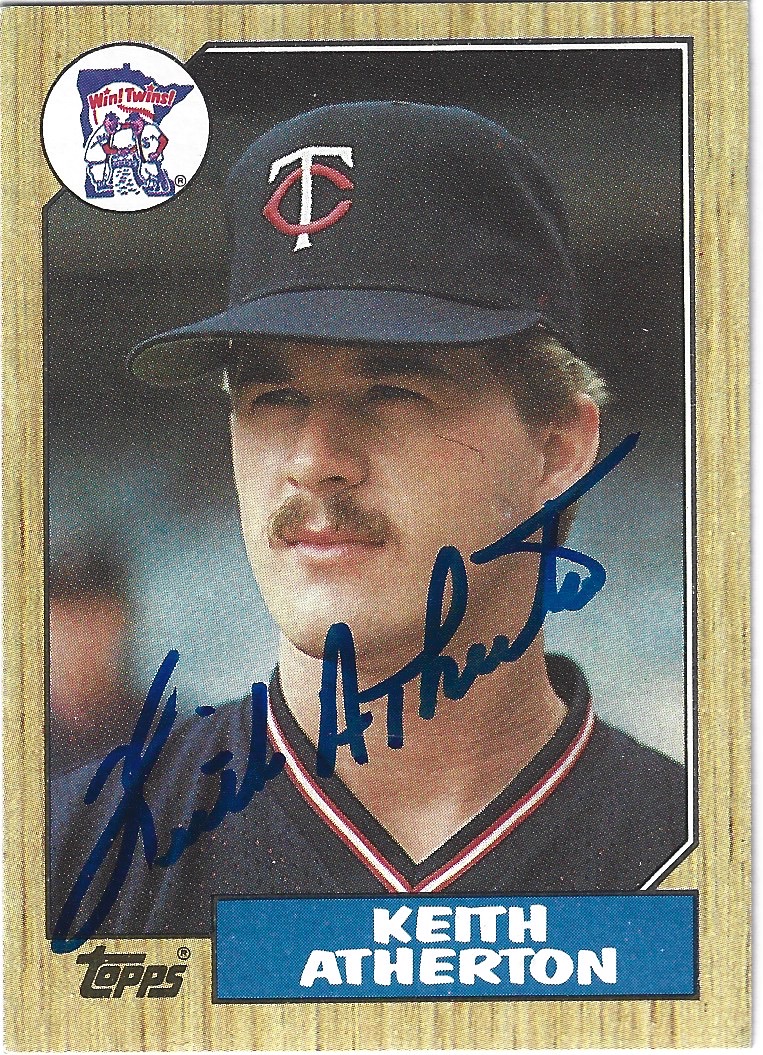 Win! Twins!
®
TC
Keith Atherton
KEITH
ATHERTON
TOPPS®